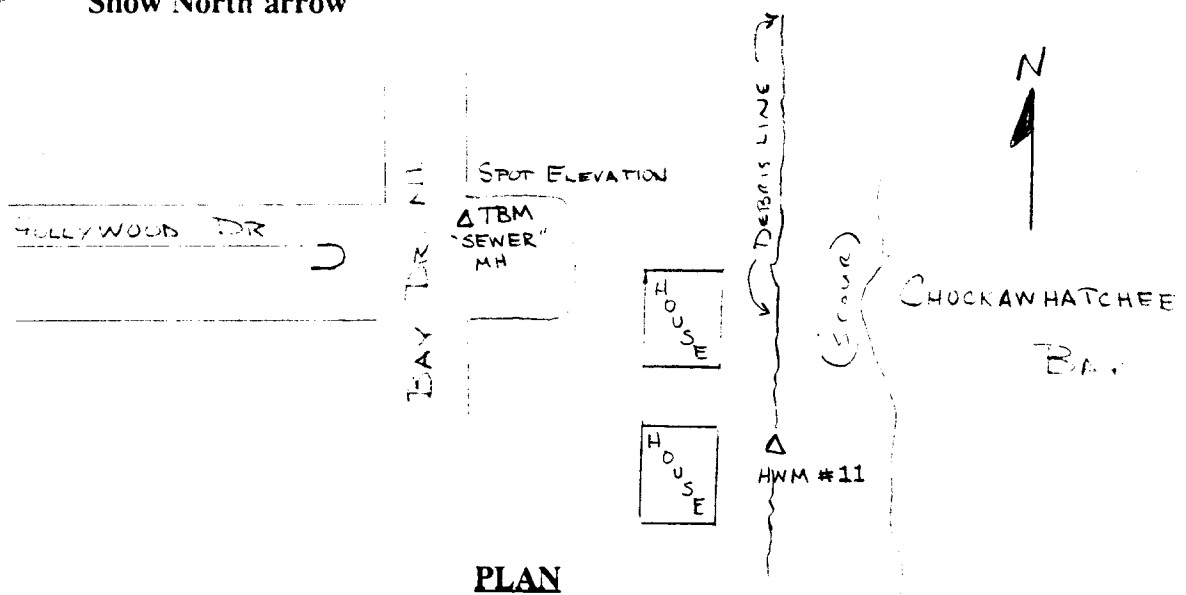 Show North arrow
N
DEBRIS LINE
SPOT ELEVATION
HOLLYWOOD DR
TBM
"SEWER"
MH
BAY DR
HOUSE
CHOCKAWHATCHEE
HOUSE
HWM #11
PLAN